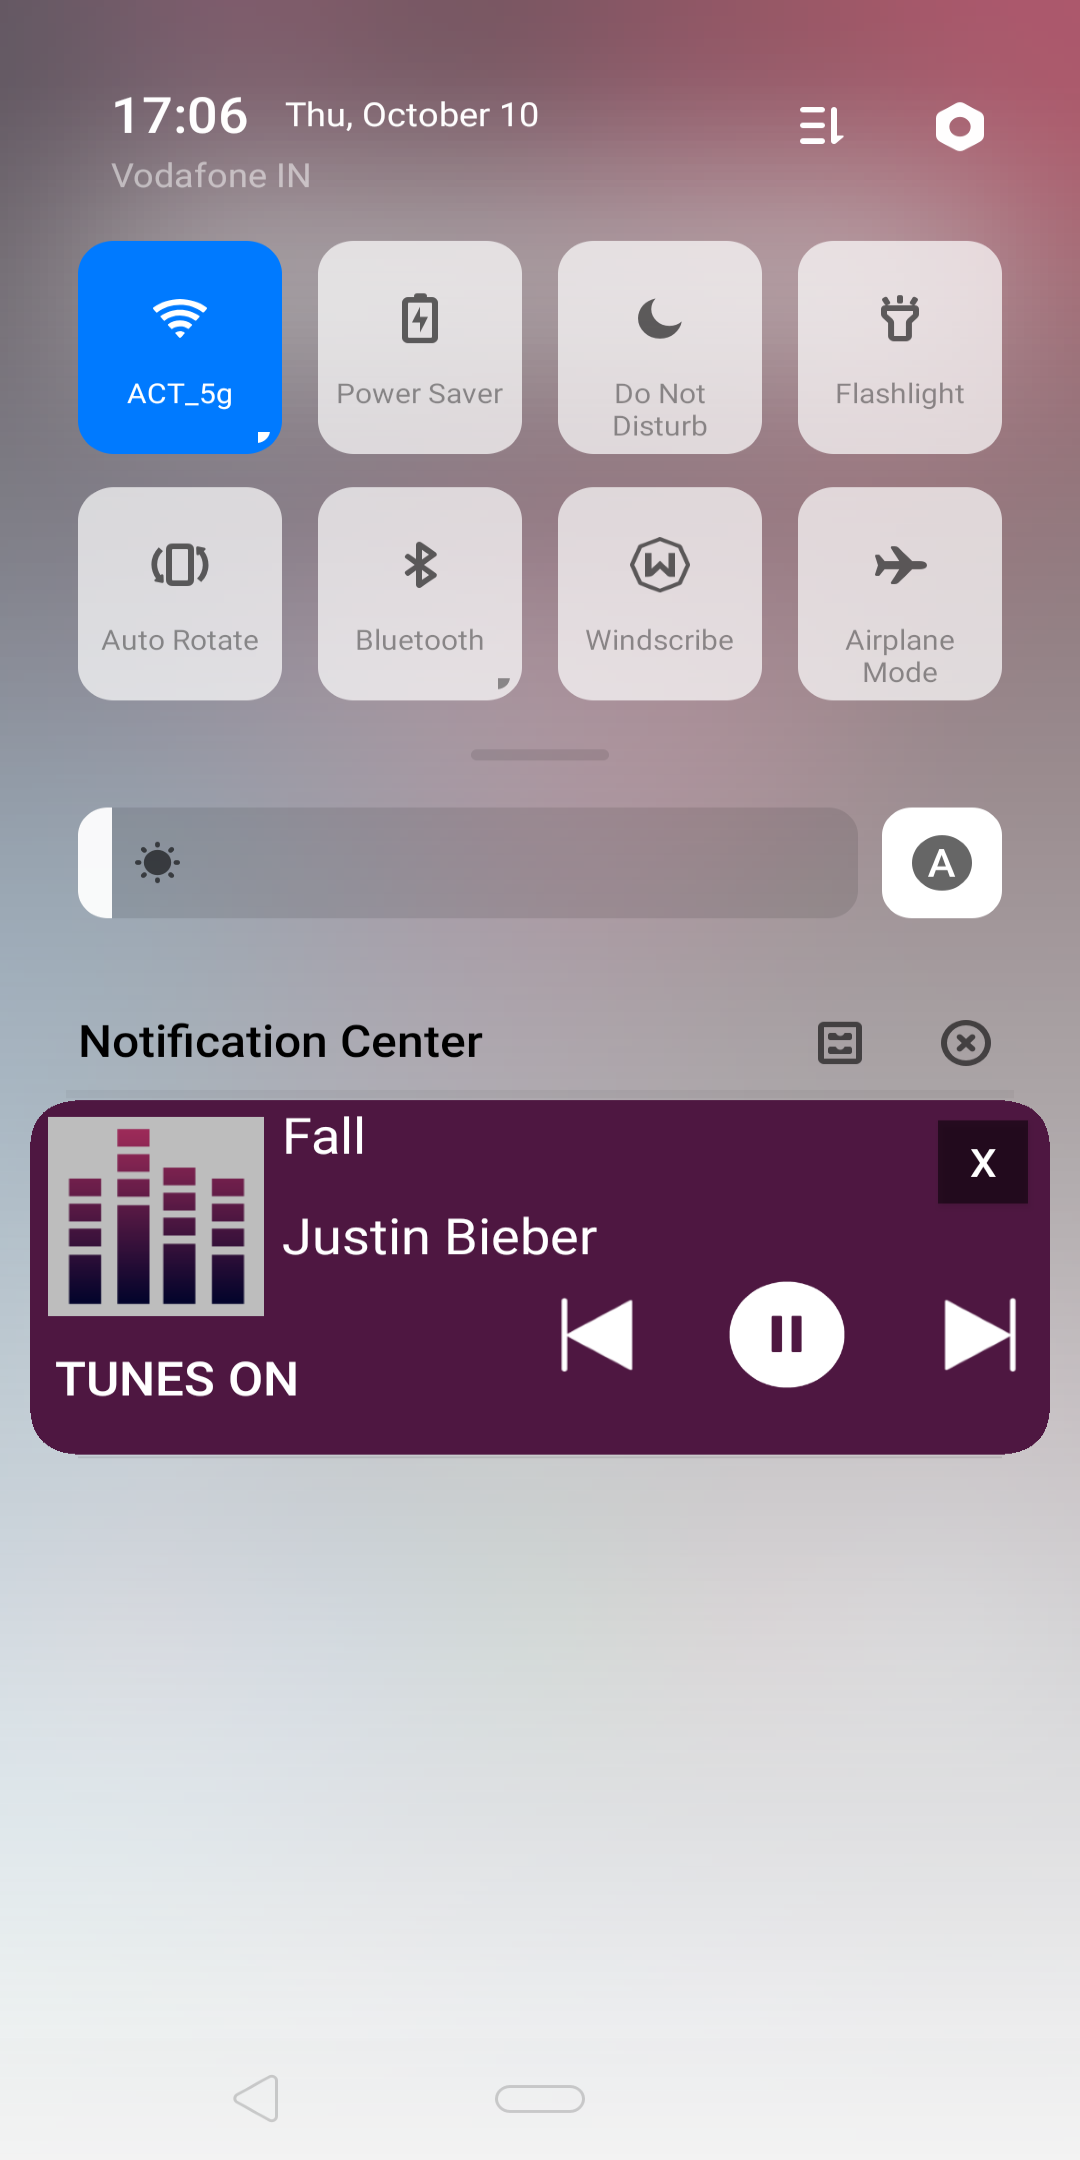 17:06 Thu, October 10
Vodafone IN
ACT_5g
Power Saver
Do Not
Disturb
Flashlight
Auto Rotate
Bluetooth
Windscribe
Airplane
Mode
A
Notification Center
Fall
X
Justin Bieber
TUNES ON